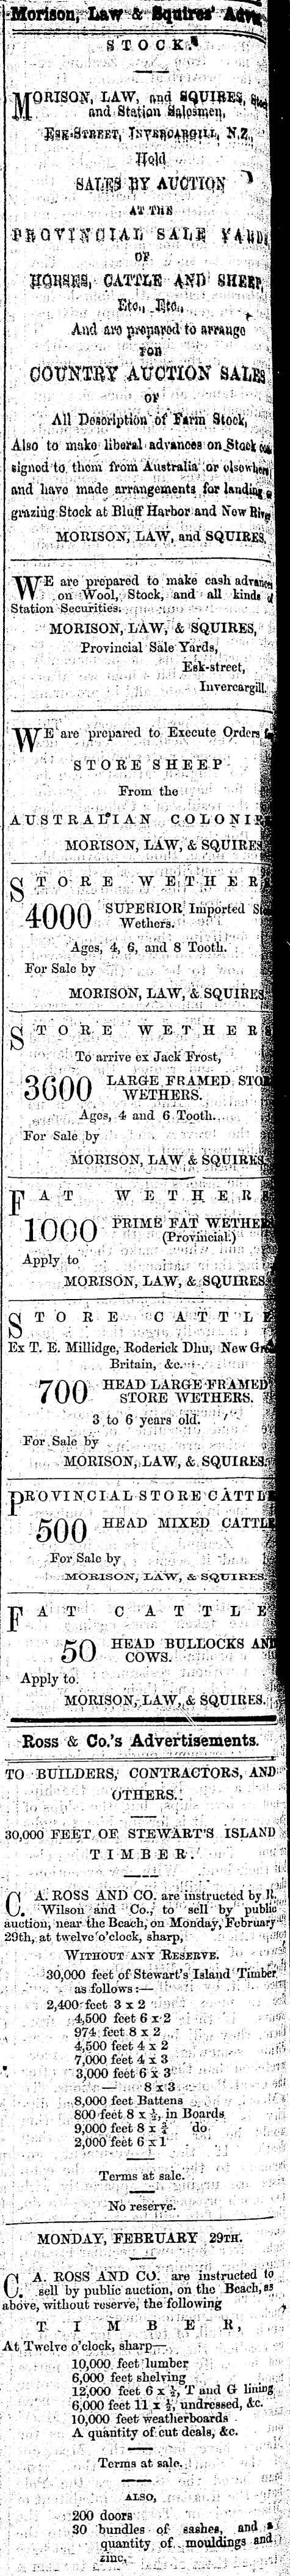 Morison, Law & Squires'
STOCK.
MORISON, LAW, and SQUIRES,
and Station Salesmen,
ESK-STREET, INVERCARGILL, N.Z.,
Hold
SALES BY AUCTION
AT THE
PROVINCIAL SALE YARDS
OF
HORSES, CATTLE AND SHEEP,
Etc., Etc.,
And are prepared to arrange
FOR
COUNTRY AUCTION SALES
OF
All Description of Farm Stock,
Also to make liberal advances on Stock
signed to them from Australia or elsewhere
and have made arrangements for landing
grazing Stock at Bluff Harbor and New River
MORISON, LAW, and SQUIRES.
WE are prepared to make cash advances
on Wool, Stock, and all kinds of
Station Securities.
MORISON, LAW, & SQUIRES,
Provincial Sale Yards,
Esk-street,
Invercargill.
WE are prepared to Execute Orders
STORE SHEEP
From the
AUSTRALIAN COLONIE
MORISON, LAW, & SQUIRES
STORE WETHER
4000 SUPERIOR Imported
Wethers.
Ages, 4, 6, and 8 Tooth.
For Sale by
MORISON, LAW, & SQUIRES.
STORE WETHER
To arrive ex Jack Frost,
3600 LARGE FRAMED STO
WETHERS.
Ages, 4 and 6 Tooth.
For Sale by
MORISON, LAW & SQUIRES.
FAT WETHERS
1000 PRIME FAT WETHE
(Provincial.)
Apply to
MORISON, LAW, & SQUIRES.
STORE CATTLE
Ex T. E. Millidge, Roderick Dhu, New
Britain, &c.
700 HEAD LARGE FRAMED
STORE WETHERS.
3 to 6 years old.
For Sale by
MORISON, LAW, & SQUIRES.
PROVINCIAL STORE CATTLE
500 HEAD MIXED CATTL
For Sale by
MORISON, LAW, & SQUIRES.
FAT CATTLE
50 HEAD BULLOCKS AND
COWS.
Apply to
MORISON, LAW, & SQUIRES.
Ross & Co.'s Advertisements.
TO BUILDERS, CONTRACTORS, AND
OTHERS.
30,000 FEET OF STEWART'S ISLAND
TIMBER.
C. A. ROSS AND CO. are instructed by R.
Wilson and Co., to sell by public
auction, near the Beach, on Monday, February
29th, at twelve o'clock, sharp,
WITHOUT ANY RESERVE.
30,000 feet of Stewart's Island Timber
as follows:—
2,400 feet 3 x 2
4,500 feet 6 x 2
974 feet 8 x 2
4,500 feet 4 x 2
7,000 feet 4 x 3
3,000 feet 6 x 3
— 8 x 3
8,000 feet Battens
800 feet 8 x ½, in Boards
9,000 feet 8 x ¾ do
2,000 feet 6 x 1
Terms at sale.
No reserve.
MONDAY, FEBRUARY 29TH.
C. A. ROSS AND CO. are instructed to
sell by public auction, on the Beach, as
above, without reserve, the following
TIMBER,
At Twelve o'clock, sharp—
10,000 feet lumber
6,000 feet shelving
12,000 feet 6 x ½, T and G lining
6,000 feet 11 x ½, undressed, &c.
10,000 feet weatherboards
A quantity of cut deals, &c.
Terms at sale.
ALSO,
200 doors
30 bundles of sashes, and a
quantity of mouldings and
zinc.